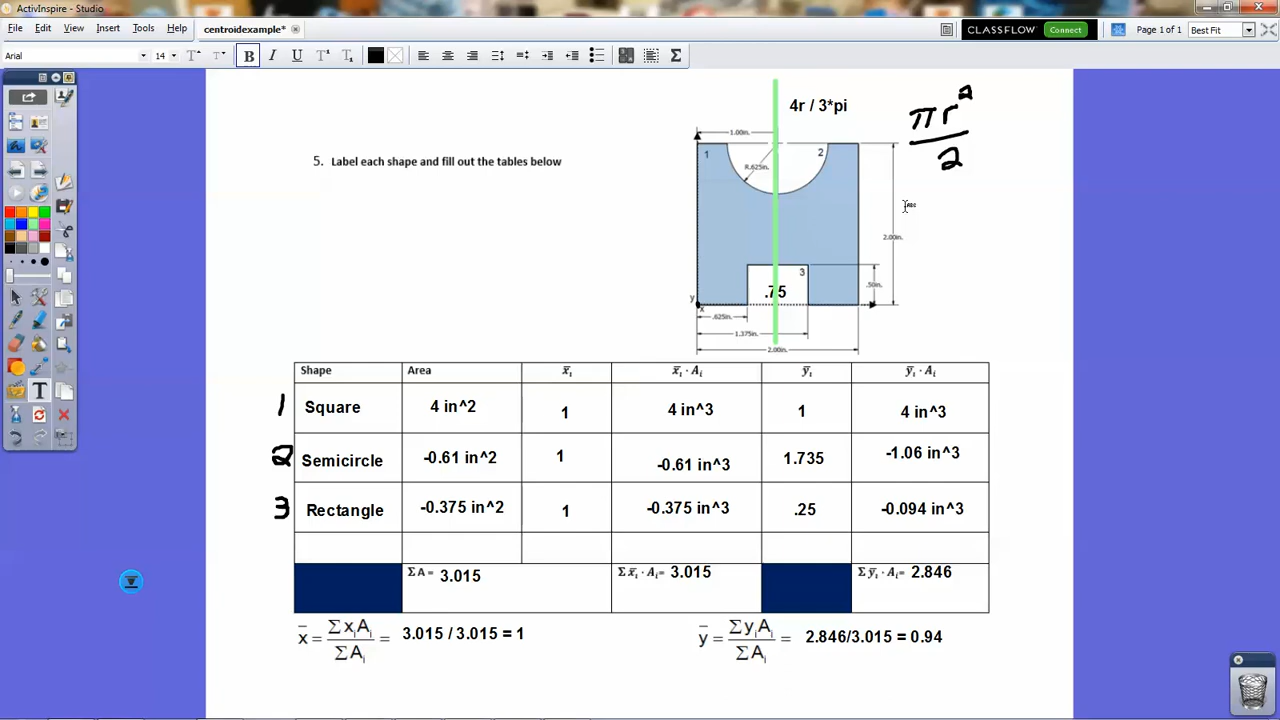 ActivInspire - Studio
File Edit View Insert Tools Help
centroidexample*
CLASSFLOW Connect
Page 1 of 1 Best Fit
Arial 14 B I U
5. Label each shape and fill out the tables below
4r / 3*pi
πr²/2
1.00in.
1 2
R.625in.
2.00in.
3
.75
.50in.
y
x
.625in.
1.375in.
2.00in.
Shape Area x̄ᵢ x̄ᵢ · Aᵢ ȳᵢ ȳᵢ · Aᵢ
1 Square 4 in^2 1 4 in^3 1 4 in^3
2 Semicircle -0.61 in^2 1 -0.61 in^3 1.735 -1.06 in^3
3 Rectangle -0.375 in^2 1 -0.375 in^3 .25 -0.094 in^3
ΣA = 3.015 Σ x̄ᵢ · Aᵢ= 3.015 Σ ȳᵢ · Aᵢ= 2.846
x̄ = Σ xᵢAᵢ / Σ Aᵢ = 3.015 / 3.015 = 1
ȳ = Σ yᵢAᵢ / Σ Aᵢ = 2.846/3.015 = 0.94